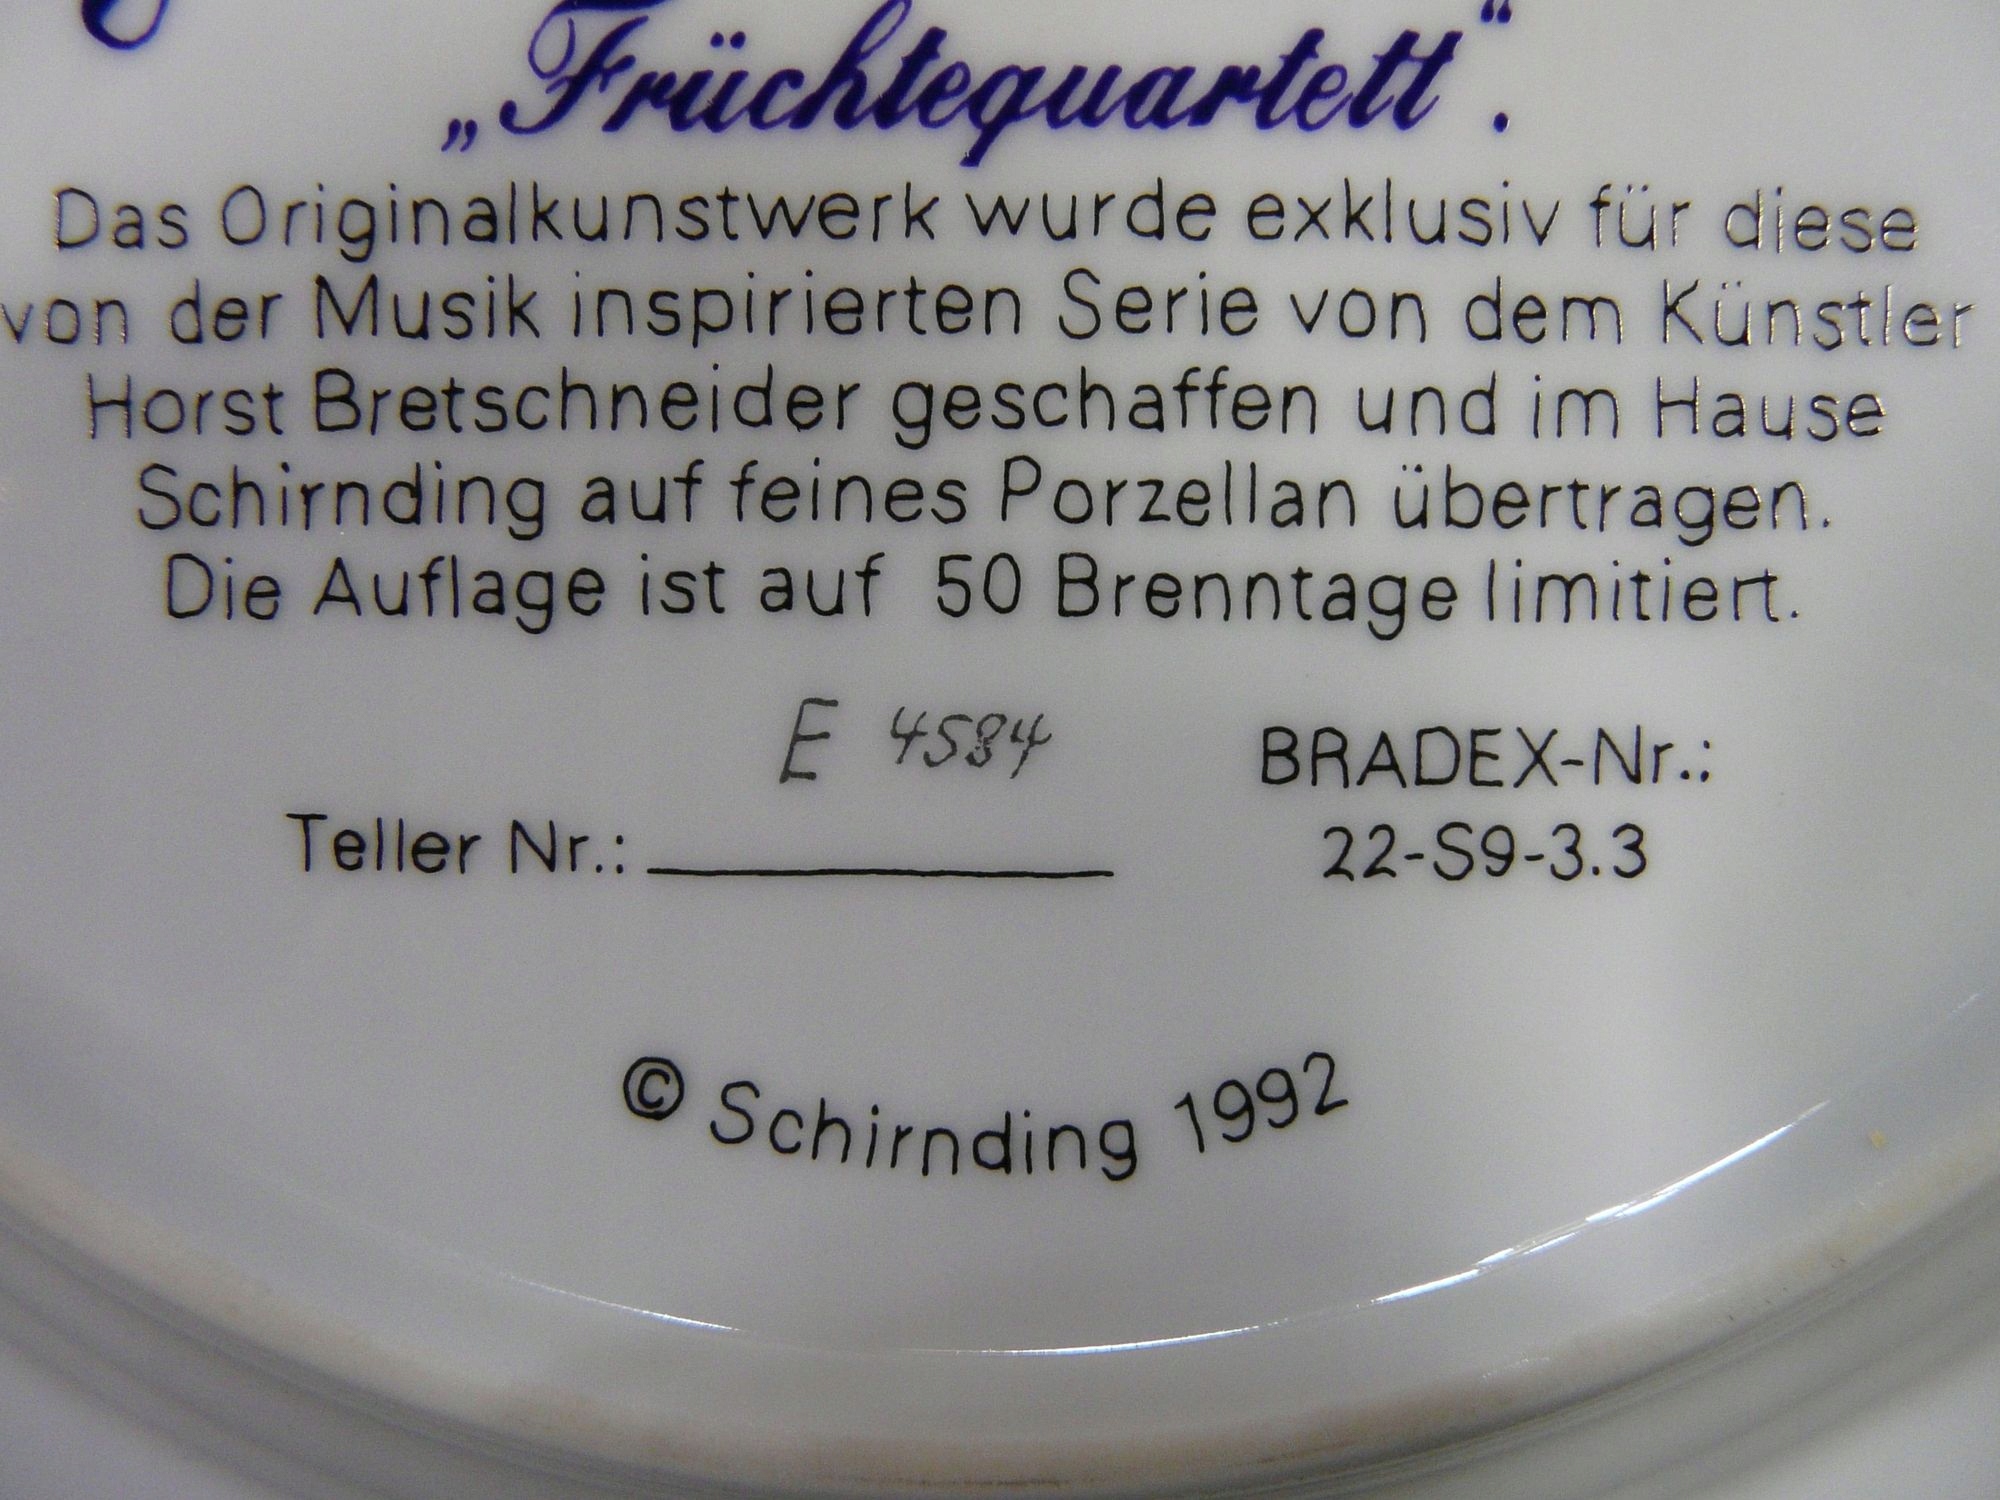 „Früchtequartett“.
Das Originalkunstwerk wurde exklusiv für diese
von der Musik inspirierten Serie von dem Künstler
Horst Bretschneider geschaffen und im Hause
Schirnding auf feines Porzellan übertragen.
Die Auflage ist auf 50 Brenntage limitiert.
E 4584
Teller Nr.:
BRADEX-Nr.:
22-S9-3.3
© Schirnding 1992